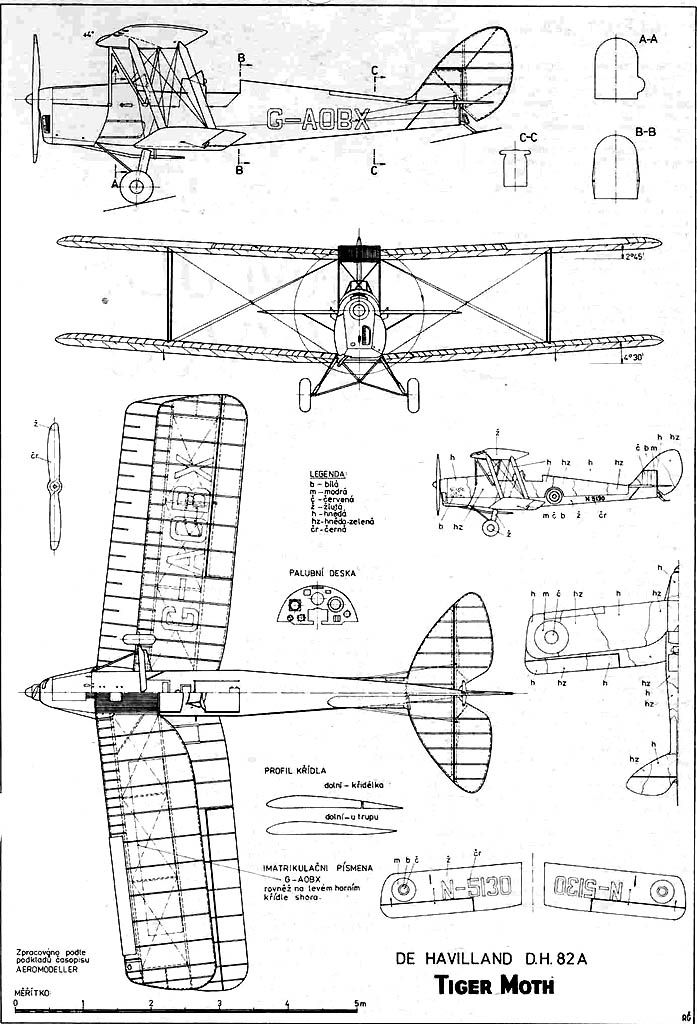 +4°
A
B
C
G-AOBX
A
B
C
A-A
B-B
C-C
2°45'
4°30'
ž
čr
G-AOBX
LEGENDA:
b - bílá
m - modrá
č - červená
ž - žlutá
h - hnědá
hz - hnědo-zelená
čr - černá
ž
h
h
hz
h
č b m
h
hz
N 5130
b
hz
ž
m č b
ž
čr
PALUBNÍ DESKA
h
h
m
č
hz
h
h
h
hz
h
h
hz
h
hz
hz
h
PROFIL KŘÍDLA
dolní - křidélka
dolní - u trupu
IMATRIKULAČNÍ PÍSMENA
G-AOBX
rovněž na levém horním
křídle shora.
m b č
ž
čr
N-5130
N-5130
Zpracováno podle
podkladů časopisu
AEROMODELLER
MĚŘÍTKO:
0 1 2 3 4 5m
DE HAVILLAND D.H. 82A
TIGER MOTH
RČ